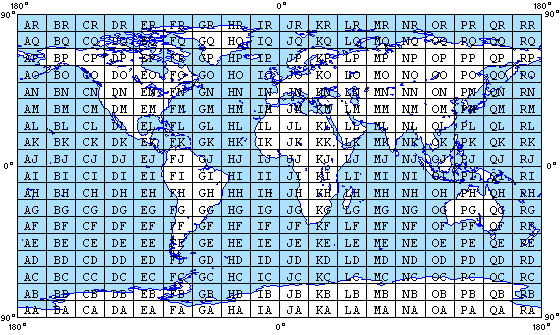 180° 0° 180°
90° 90°
AR BR CR DR ER FR GR HR IR JR KR LR MR NR OR PR QR RR
AQ BQ CQ DQ EQ FQ GQ HQ IQ JQ KQ LQ MQ NQ OQ PQ QQ RQ
AP BP CP DP EP FP GP HP IP JP KP LP MP NP OP PP QP RP
AO BO CO DO EO FO GO HO IO JO KO LO MO NO OO PO QO RO
AN BN CN DN EN FN GN HN IN JN KN LN MN NN ON PN QN RN
AM BM CM DM EM FM GM HM IM JM KM LM MM NM OM PM QM RM
AL BL CL DL EL FL GL HL IL JL KL LL ML NL OL PL QL RL
AK BK CK DK EK FK GK HK IK JK KK LK MK NK OK PK QK RK
AJ BJ CJ DJ EJ FJ GJ HJ IJ JJ KJ LJ MJ NJ OJ PJ QJ RJ
0° 0°
AI BI CI DI EI FI GI HI II JI KI LI MI NI OI PI QI RI
AH BH CH DH EH FH GH HH IH JH KH LH MH NH OH PH QH RH
AG BG CG DG EG FG GG HG IG JG KG LG MG NG OG PG QG RG
AF BF CF DF EF FF GF HF IF JF KF LF MF NF OF PF QF RF
AE BE CE DE EE FE GE HE IE JE KE LE ME NE OE PE QE RE
AD BD CD DD ED FD GD HD ID JD KD LD MD ND OD PD QD RD
AC BC CC DC EC FC GC HC IC JC KC LC MC NC OC PC QC RC
AB BB CB DB EB FB GB HB IB JB KB LB MB NB OB PB QB RB
AA BA CA DA EA FA GA HA IA JA KA LA MA NA OA PA QA RA
90° 90°
180° 0° 180°